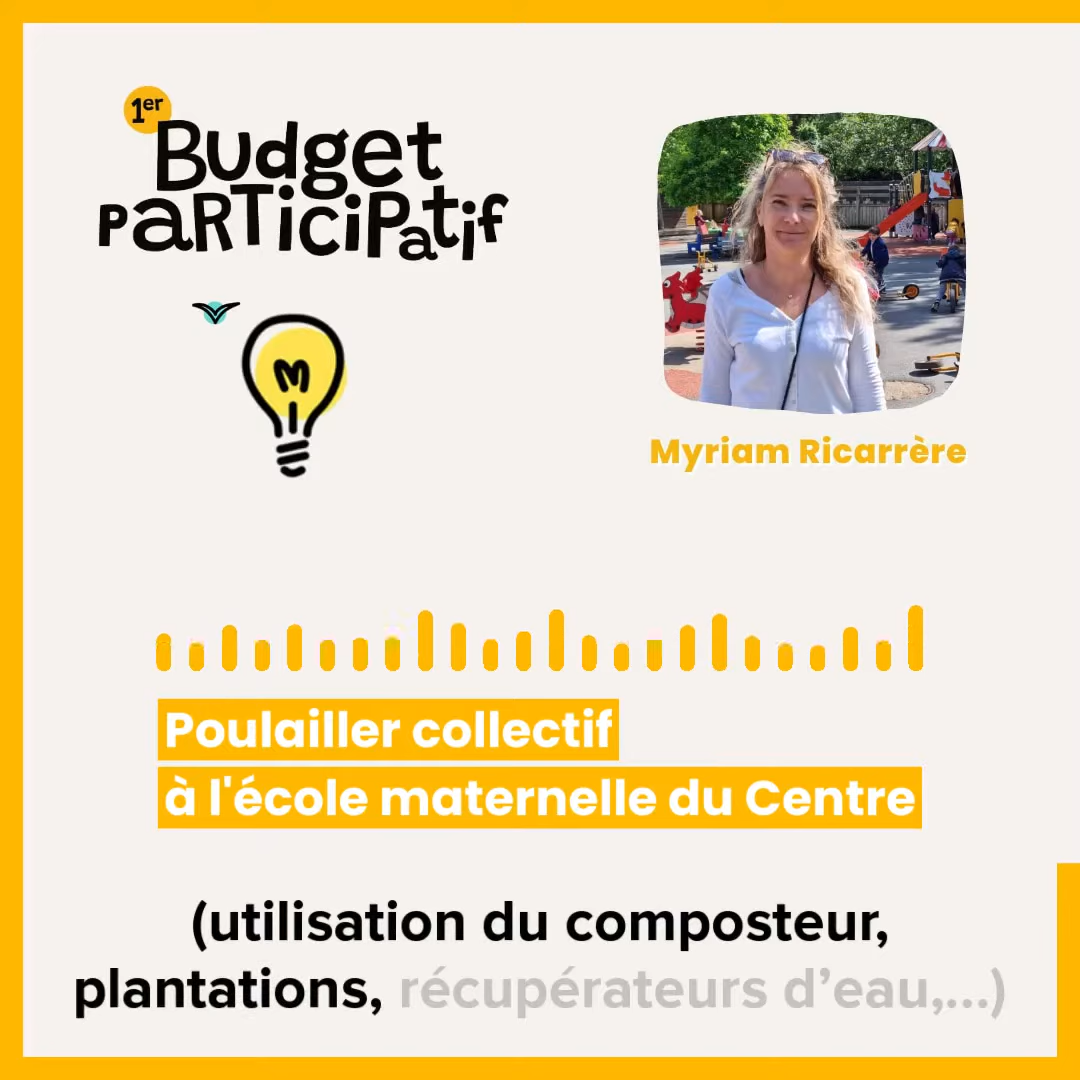 1er
Budget
Participatif
M
Myriam Ricarrère
Poulailler collectif
à l'école maternelle du Centre
(utilisation du composteur,
plantations, récupérateurs d’eau,...)